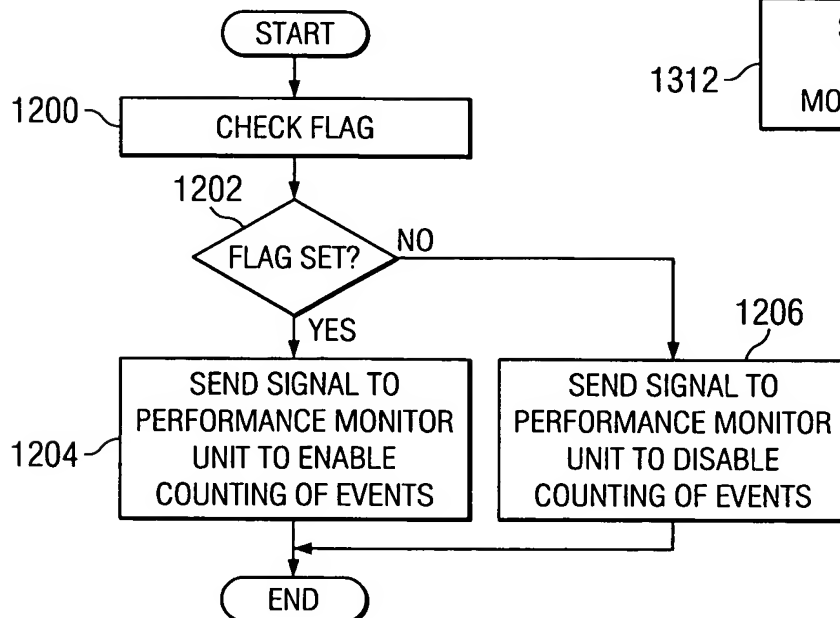 START
1200
CHECK FLAG
1202
FLAG SET?
NO
YES
1204
SEND SIGNAL TO
PERFORMANCE MONITOR
UNIT TO ENABLE
COUNTING OF EVENTS
1206
SEND SIGNAL TO
PERFORMANCE MONITOR
UNIT TO DISABLE
COUNTING OF EVENTS
END
1312